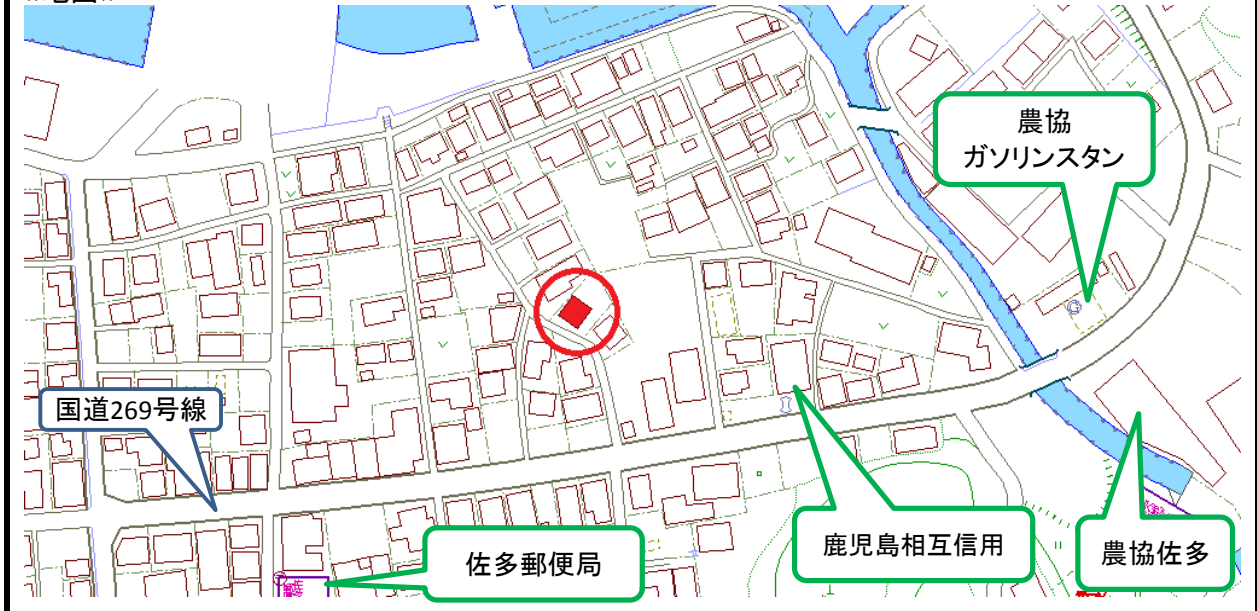 農協
ガソリンスタン
国道269号線
佐多郵便局
鹿児島相互信用
農協佐多